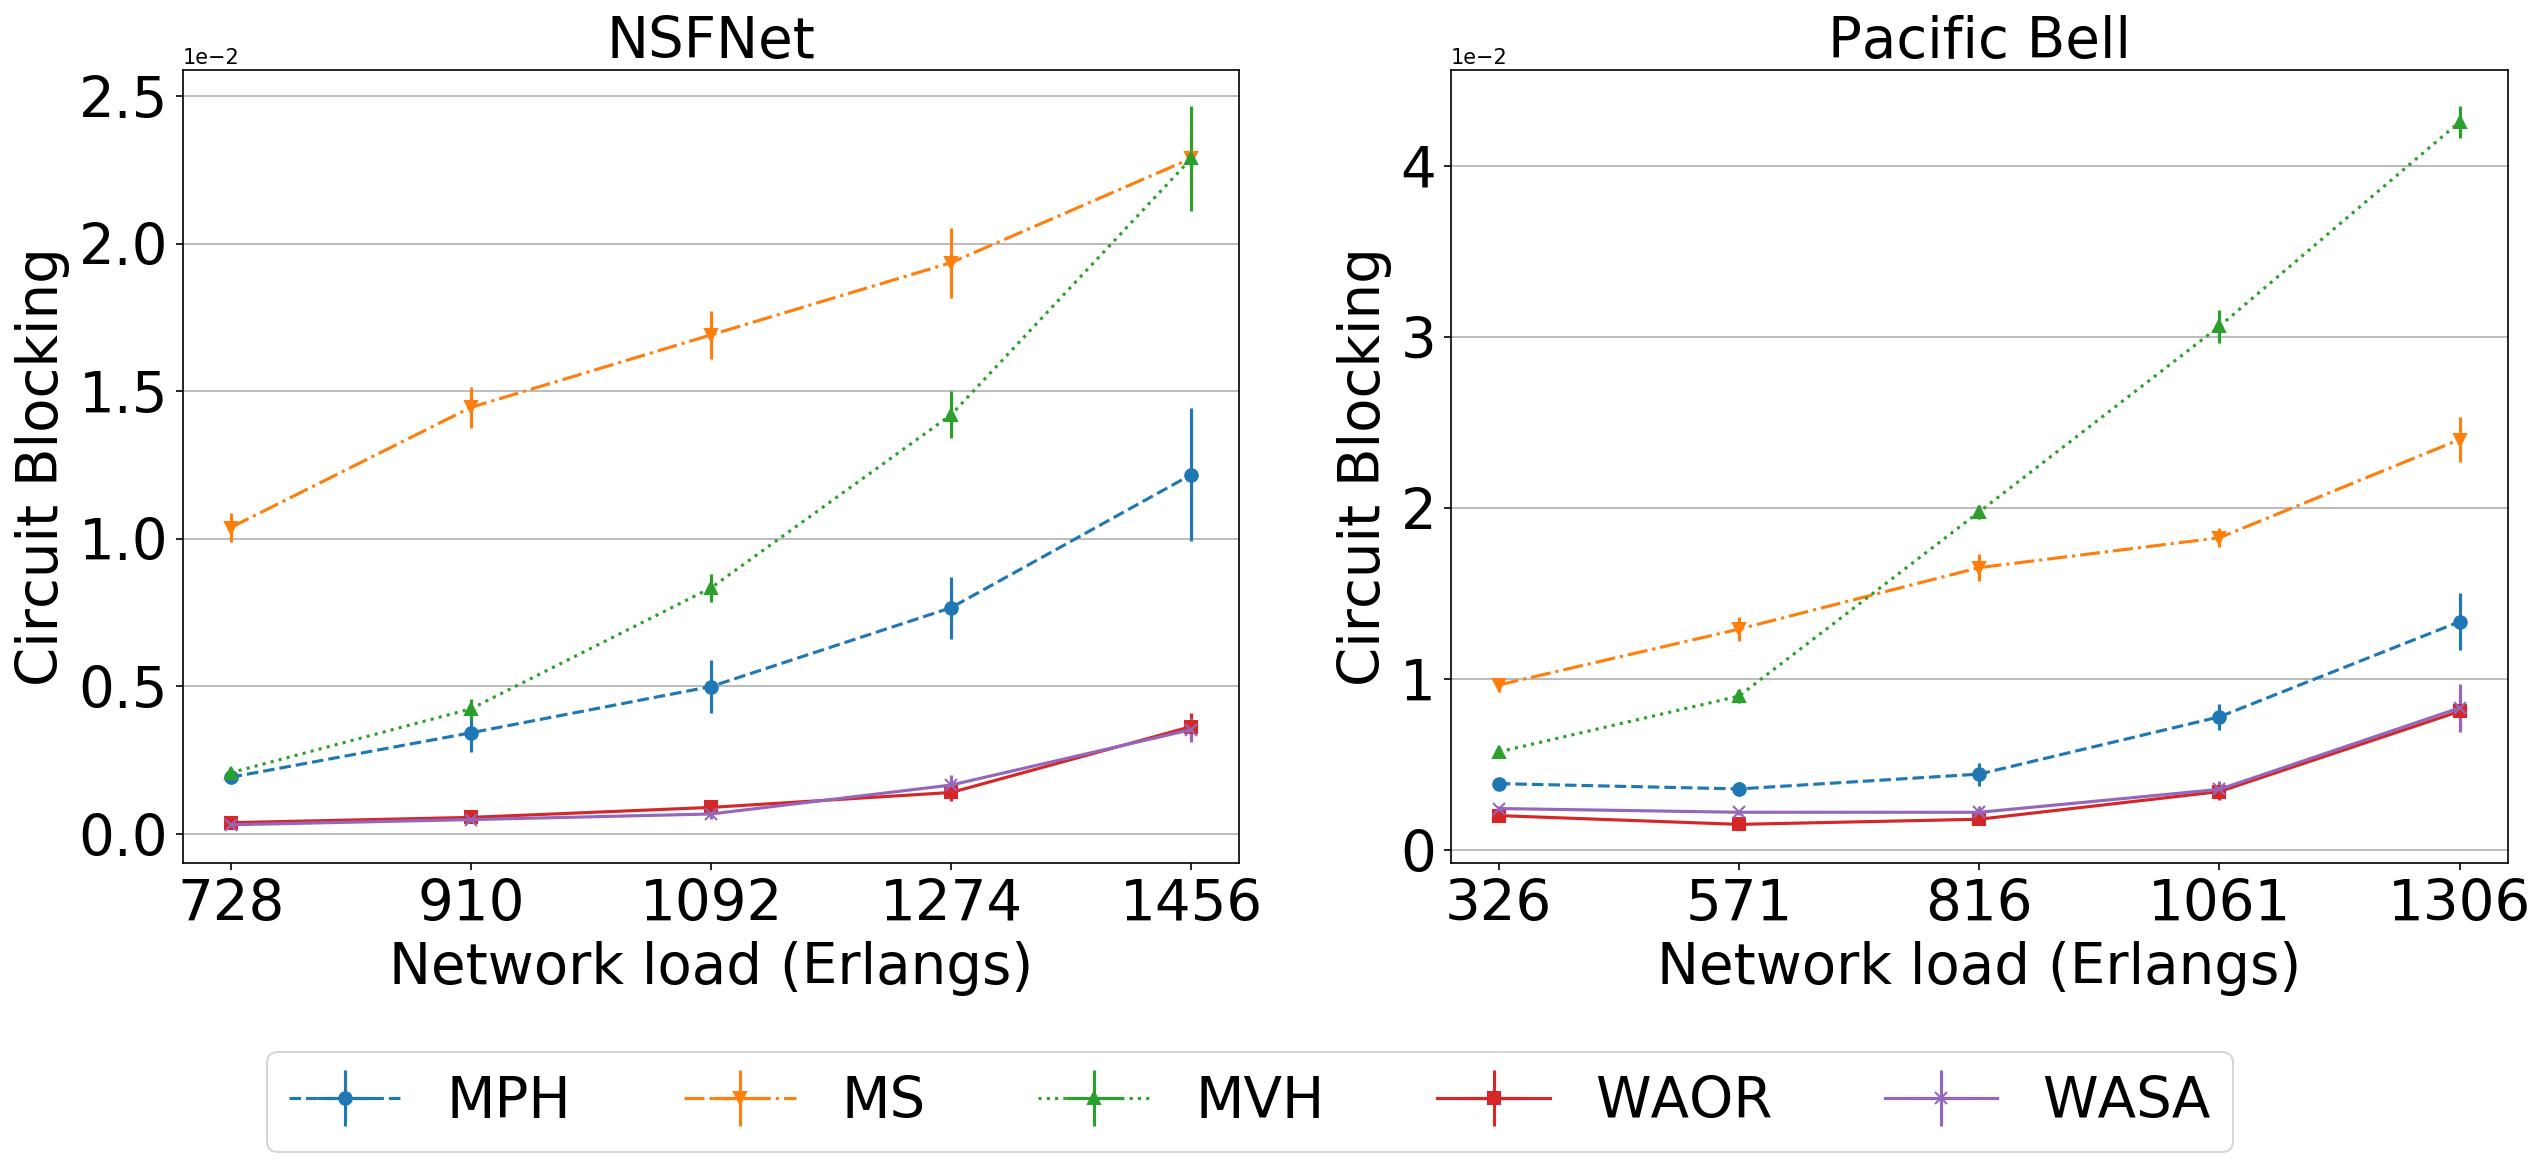 NSFNet
1e−2
2.5
2.0
1.5
1.0
0.5
0.0
Circuit Blocking
728 910 1092 1274 1456
Network load (Erlangs)
Pacific Bell
1e−2
4
3
2
1
0
Circuit Blocking
326 571 816 1061 1306
Network load (Erlangs)
MPH MS MVH WAOR WASA